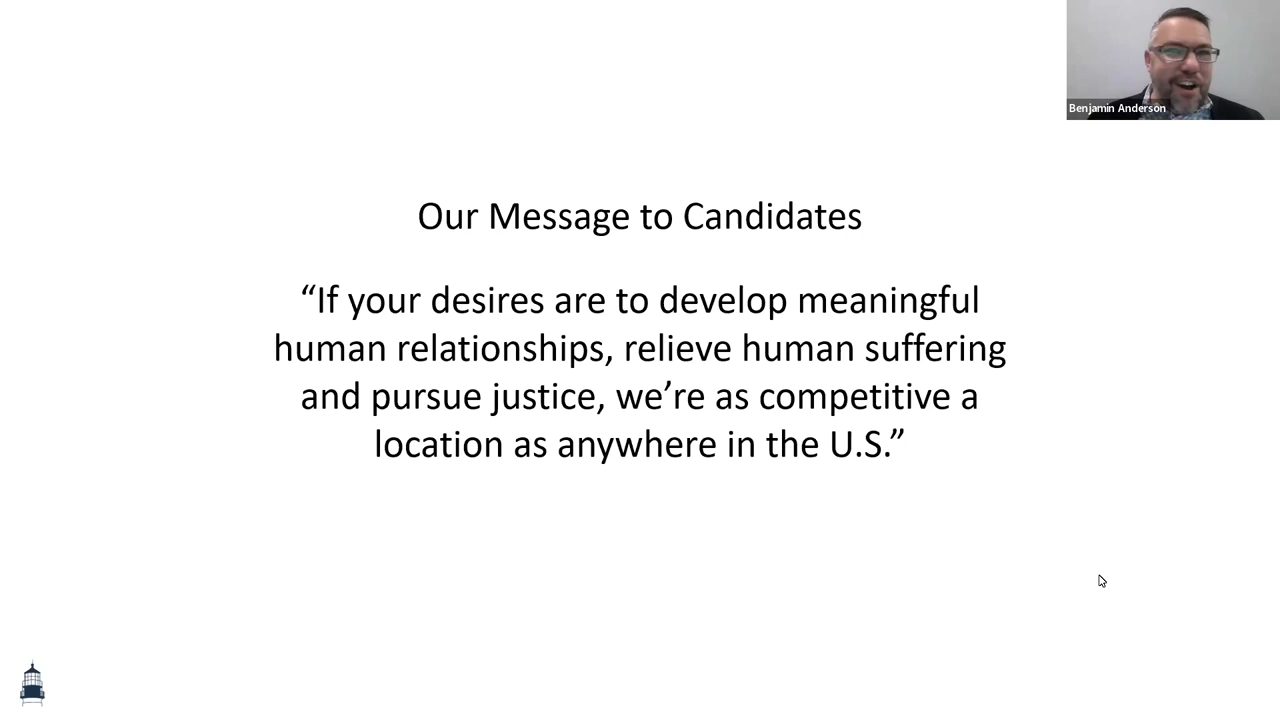 Benjamin Anderson
Our Message to Candidates
“If your desires are to develop meaningful
human relationships, relieve human suffering
and pursue justice, we’re as competitive a
location as anywhere in the U.S.”